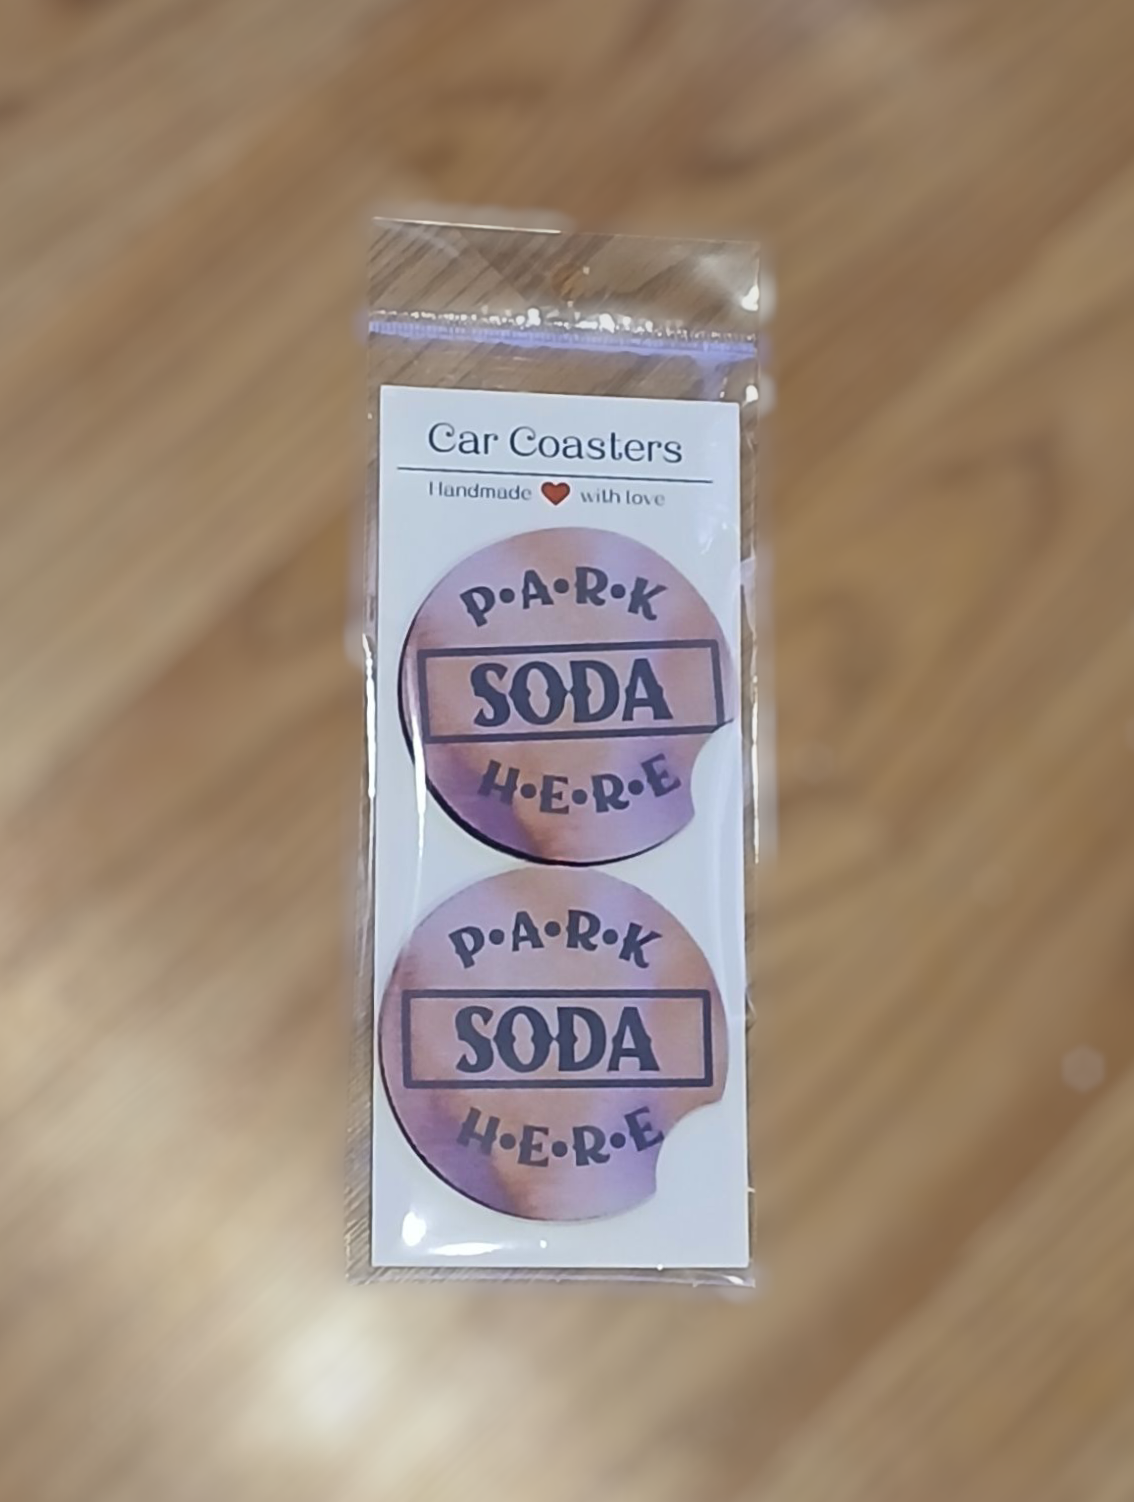 Car Coasters
Handmade ❤ with love
P•A•R•K
SODA
H•E•R•E
P•A•R•K
SODA
H•E•R•E